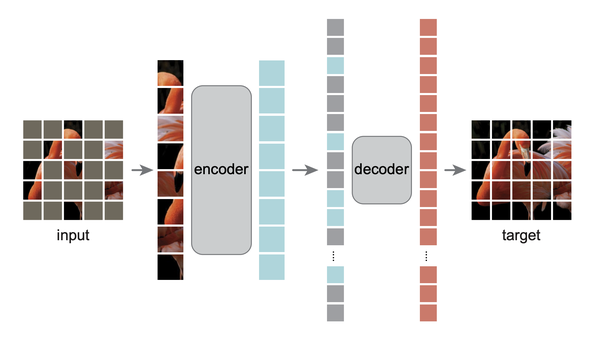 encoder
decoder
input
target